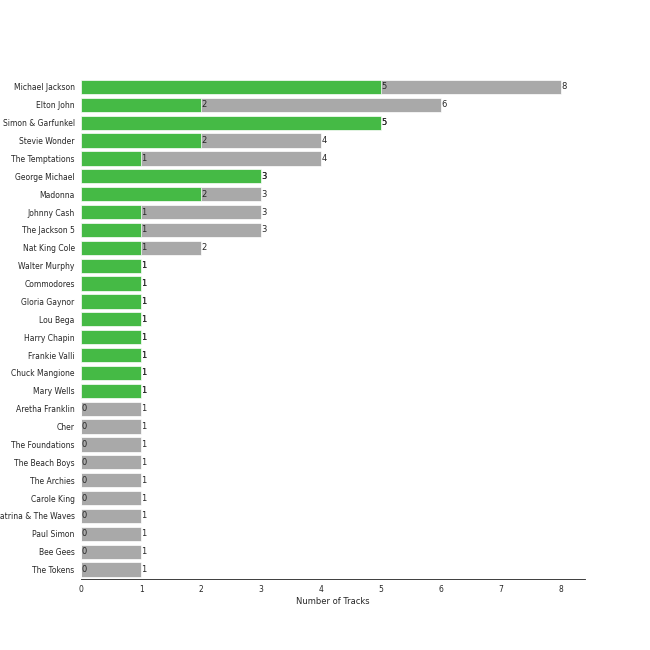 Michael Jackson 5 8
Elton John 2 6
Simon & Garfunkel 5
Stevie Wonder 2 4
The Temptations 1 4
George Michael 3
Madonna 2 3
Johnny Cash 1 3
The Jackson 5 1 3
Nat King Cole 1 2
Walter Murphy 1
Commodores 1
Gloria Gaynor 1
Lou Bega 1
Harry Chapin 1
Frankie Valli 1
Chuck Mangione 1
Mary Wells 1
Aretha Franklin 0 1
Cher 0 1
The Foundations 0 1
The Beach Boys 0 1
The Archies 0 1
Carole King 0 1
atrina & The Waves 0 1
Paul Simon 0 1
Bee Gees 0 1
The Tokens 0 1
0 1 2 3 4 5 6 7 8
Number of Tracks